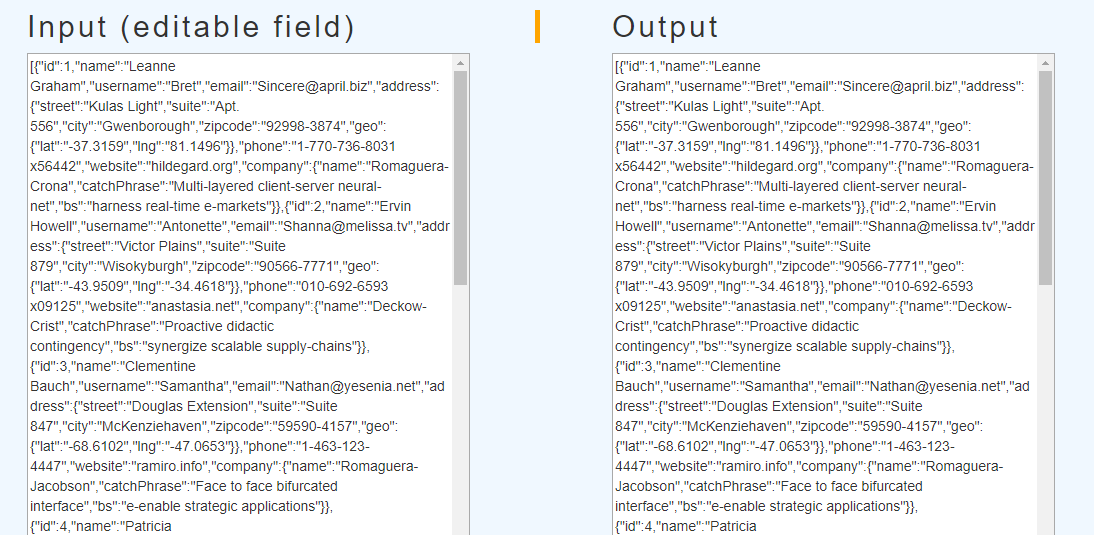 Input (editable field)
[{"id":1,"name":"Leanne
Graham","username":"Bret","email":"Sincere@april.biz","address":
{"street":"Kulas Light","suite":"Apt.
556","city":"Gwenborough","zipcode":"92998-3874","geo":
{"lat":"-37.3159","lng":"81.1496"}},"phone":"1-770-736-8031
x56442","website":"hildegard.org","company":{"name":"Romaguera-
Crona","catchPhrase":"Multi-layered client-server neural-
net","bs":"harness real-time e-markets"}},{"id":2,"name":"Ervin
Howell","username":"Antonette","email":"Shanna@melissa.tv","addr
ess":{"street":"Victor Plains","suite":"Suite
879","city":"Wisokyburgh","zipcode":"90566-7771","geo":
{"lat":"-43.9509","lng":"-34.4618"}},"phone":"010-692-6593
x09125","website":"anastasia.net","company":{"name":"Deckow-
Crist","catchPhrase":"Proactive didactic
contingency","bs":"synergize scalable supply-chains"}},
{"id":3,"name":"Clementine
Bauch","username":"Samantha","email":"Nathan@yesenia.net","ad
dress":{"street":"Douglas Extension","suite":"Suite
847","city":"McKenziehaven","zipcode":"59590-4157","geo":
{"lat":"-68.6102","lng":"-47.0653"}},"phone":"1-463-123-
4447","website":"ramiro.info","company":{"name":"Romaguera-
Jacobson","catchPhrase":"Face to face bifurcated
interface","bs":"e-enable strategic applications"}},
{"id":4,"name":"Patricia
Output
[{"id":1,"name":"Leanne
Graham","username":"Bret","email":"Sincere@april.biz","address":
{"street":"Kulas Light","suite":"Apt.
556","city":"Gwenborough","zipcode":"92998-3874","geo":
{"lat":"-37.3159","lng":"81.1496"}},"phone":"1-770-736-8031
x56442","website":"hildegard.org","company":{"name":"Romaguera-
Crona","catchPhrase":"Multi-layered client-server neural-
net","bs":"harness real-time e-markets"}},{"id":2,"name":"Ervin
Howell","username":"Antonette","email":"Shanna@melissa.tv","addr
ess":{"street":"Victor Plains","suite":"Suite
879","city":"Wisokyburgh","zipcode":"90566-7771","geo":
{"lat":"-43.9509","lng":"-34.4618"}},"phone":"010-692-6593
x09125","website":"anastasia.net","company":{"name":"Deckow-
Crist","catchPhrase":"Proactive didactic
contingency","bs":"synergize scalable supply-chains"}},
{"id":3,"name":"Clementine
Bauch","username":"Samantha","email":"Nathan@yesenia.net","ad
dress":{"street":"Douglas Extension","suite":"Suite
847","city":"McKenziehaven","zipcode":"59590-4157","geo":
{"lat":"-68.6102","lng":"-47.0653"}},"phone":"1-463-123-
4447","website":"ramiro.info","company":{"name":"Romaguera-
Jacobson","catchPhrase":"Face to face bifurcated
interface","bs":"e-enable strategic applications"}},
{"id":4,"name":"Patricia